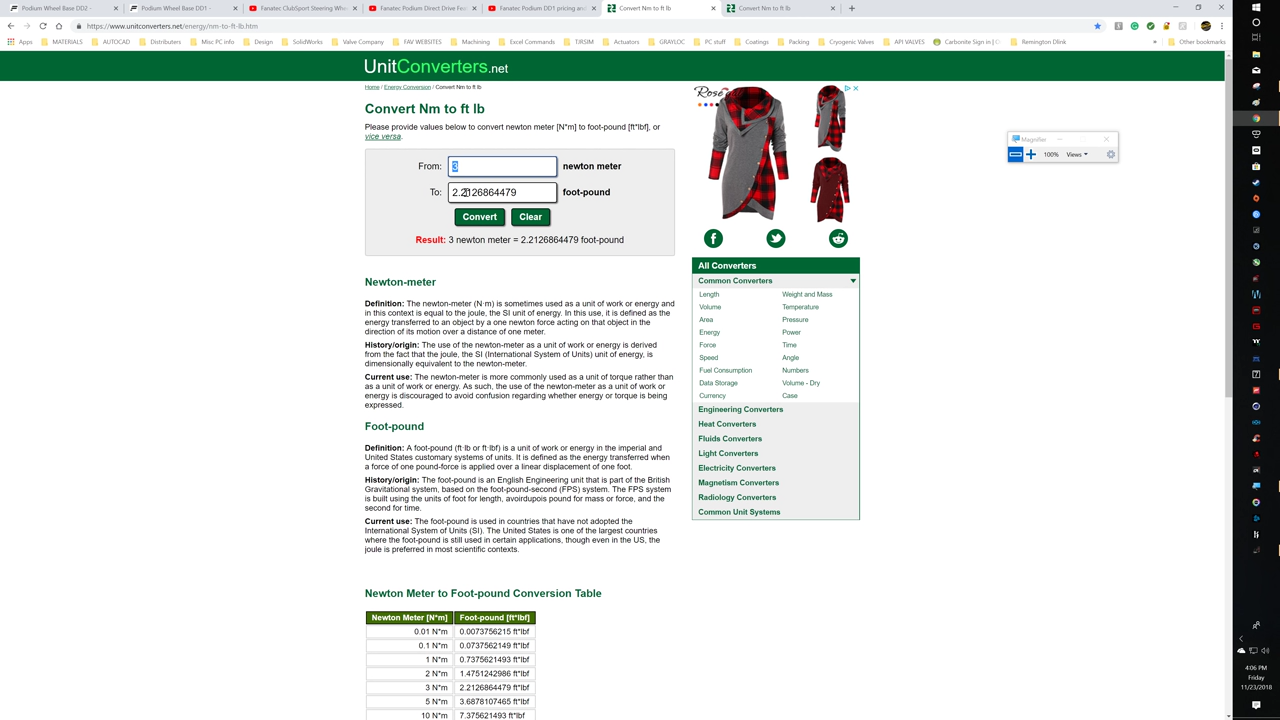 Podium Wheel Base DD2 -
Podium Wheel Base DD1 -
Fanatec ClubSport Steering Whe
Fanatec Podium Direct Drive Fea
Fanatec Podium DD1 pricing and
Convert Nm to ft lb
Convert Nm to ft lb
https://www.unitconverters.net/energy/nm-to-ft-lb.htm
Apps MATERIALS AUTOCAD Distributers Misc PC info Design SolidWorks Valve Company FAV WEBSITES Machining Excel Commands TIRSIM Actuators GRAYLOC PC stuff Coatings Packing Cryogenic Valves API VALVES Carbonite Sign in | O Remington Dlink » Other bookmarks
UnitConverters.net
Home / Energy Conversion / Convert Nm to ft lb
Convert Nm to ft lb
Please provide values below to convert newton meter [N*m] to foot-pound [ft*lbf], or
vice versa.
From: 3 newton meter
To: 2.2126864479 foot-pound
Convert Clear
Result: 3 newton meter = 2.2126864479 foot-pound
Newton-meter
Definition: The newton-meter (N·m) is sometimes used as a unit of work or energy and
in this context is equal to the joule, the SI unit of energy. In this use, it is defined as the
energy transferred to an object by a one newton force acting on that object in the
direction of its motion over a distance of one meter.
History/origin: The use of the newton-meter as a unit of work or energy is derived
from the fact that the joule, the SI (International System of Units) unit of energy, is
dimensionally equivalent to the newton-meter.
Current use: The newton-meter is more commonly used as a unit of torque rather than
as a unit of work or energy. As such, the use of the newton-meter as a unit of work or
energy is discouraged to avoid confusion regarding whether energy or torque is being
expressed.
Foot-pound
Definition: A foot-pound (ft·lb or ft·lbf) is a unit of work or energy in the imperial and
United States customary systems of units. It is defined as the energy transferred when
a force of one pound-force is applied over a linear displacement of one foot.
History/origin: The foot-pound is an English Engineering unit that is part of the British
Gravitational system, based on the foot-pound-second (FPS) system. The FPS system
is built using the units of foot for length, avoirdupois pound for mass or force, and the
second for time.
Current use: The foot-pound is used in countries that have not adopted the
International System of Units (SI). The United States is one of the largest countries
where the foot-pound is still used in certain applications, though even in the US, the
joule is preferred in most scientific contexts.
Newton Meter to Foot-pound Conversion Table
Newton Meter [N*m] Foot-pound [ft*lbf]
0.01 N*m 0.0073756215 ft*lbf
0.1 N*m 0.0737562149 ft*lbf
1 N*m 0.7375621493 ft*lbf
2 N*m 1.4751242986 ft*lbf
3 N*m 2.2126864479 ft*lbf
5 N*m 3.6878107465 ft*lbf
10 N*m 7.375621493 ft*lbf
All Converters
Common Converters
Length Weight and Mass
Volume Temperature
Area Pressure
Energy Power
Force Time
Speed Angle
Fuel Consumption Numbers
Data Storage Volume - Dry
Currency Case
Engineering Converters
Heat Converters
Fluids Converters
Light Converters
Electricity Converters
Magnetism Converters
Radiology Converters
Common Unit Systems
Magnifier
100% Views
4:06 PM
Friday
11/23/2018